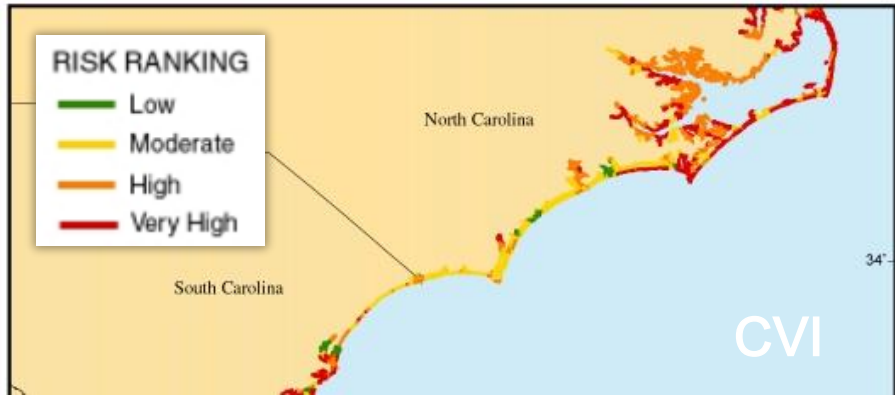 RISK RANKING
Low
Moderate
High
Very High
North Carolina
South Carolina
34°
CVI